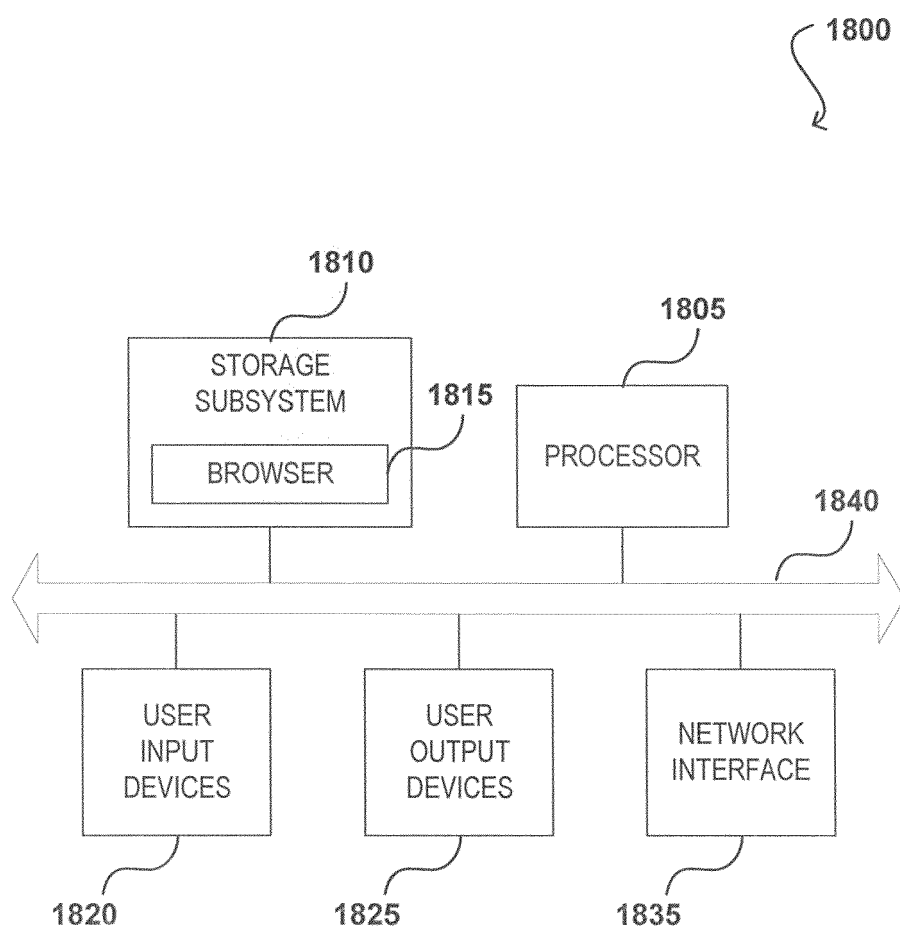 1800
1810
STORAGE
SUBSYSTEM
1815
BROWSER
1805
PROCESSOR
1840
USER
INPUT
DEVICES
USER
OUTPUT
DEVICES
NETWORK
INTERFACE
1820
1825
1835